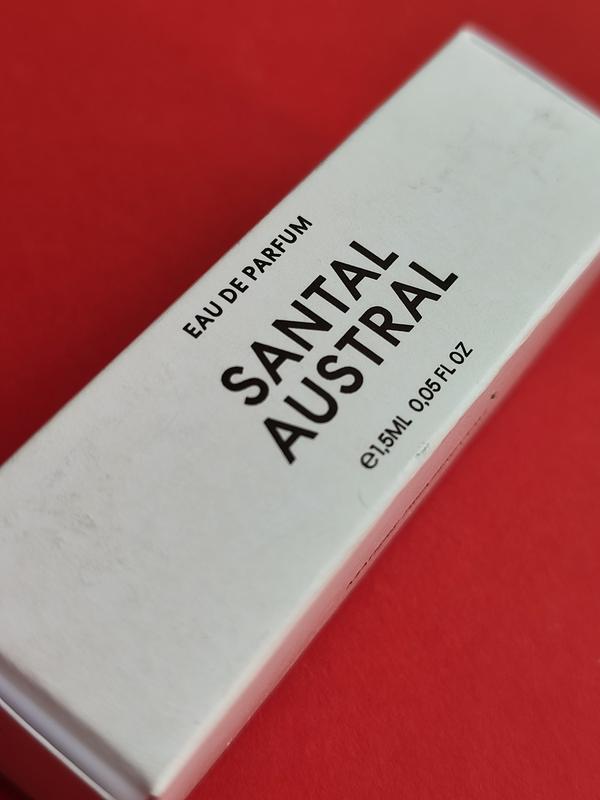 EAU DE PARFUM
SANTAL
AUSTRAL
℮1,5ML 0,05 FL OZ